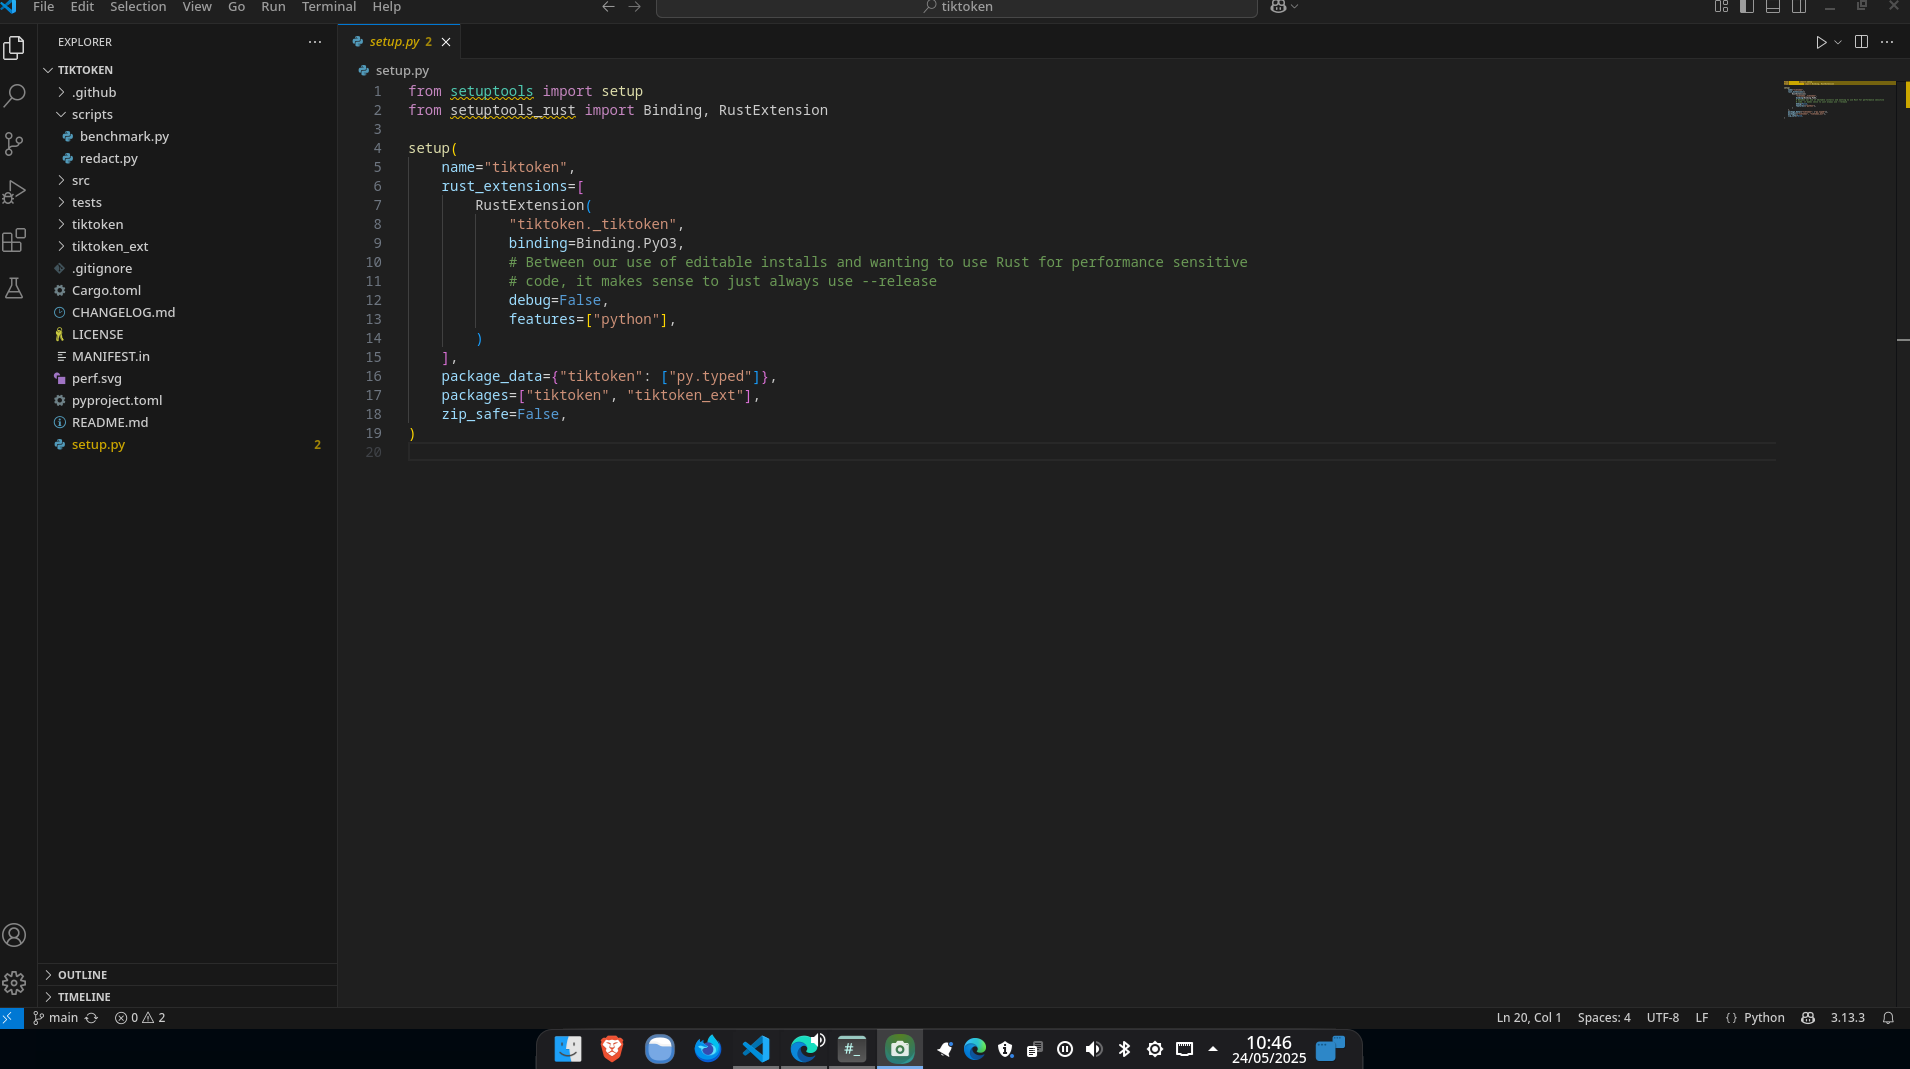 File Edit Selection View Go Run Terminal Help
tiktoken
EXPLORER
setup.py 2
TIKTOKEN
setup.py
.github
scripts
benchmark.py
redact.py
src
tests
tiktoken
tiktoken_ext
.gitignore
Cargo.toml
CHANGELOG.md
LICENSE
MANIFEST.in
perf.svg
pyproject.toml
README.md
setup.py 2
1 from setuptools import setup
2 from setuptools_rust import Binding, RustExtension
3
4 setup(
5     name="tiktoken",
6     rust_extensions=[
7         RustExtension(
8             "tiktoken._tiktoken",
9             binding=Binding.PyO3,
10             # Between our use of editable installs and wanting to use Rust for performance sensitive
11             # code, it makes sense to just always use --release
12             debug=False,
13             features=["python"],
14         )
15     ],
16     package_data={"tiktoken": ["py.typed"]},
17     packages=["tiktoken", "tiktoken_ext"],
18     zip_safe=False,
19 )
20
OUTLINE
TIMELINE
main 0 2
Ln 20, Col 1 Spaces: 4 UTF-8 LF {} Python 3.13.3
#_
10:46
24/05/2025